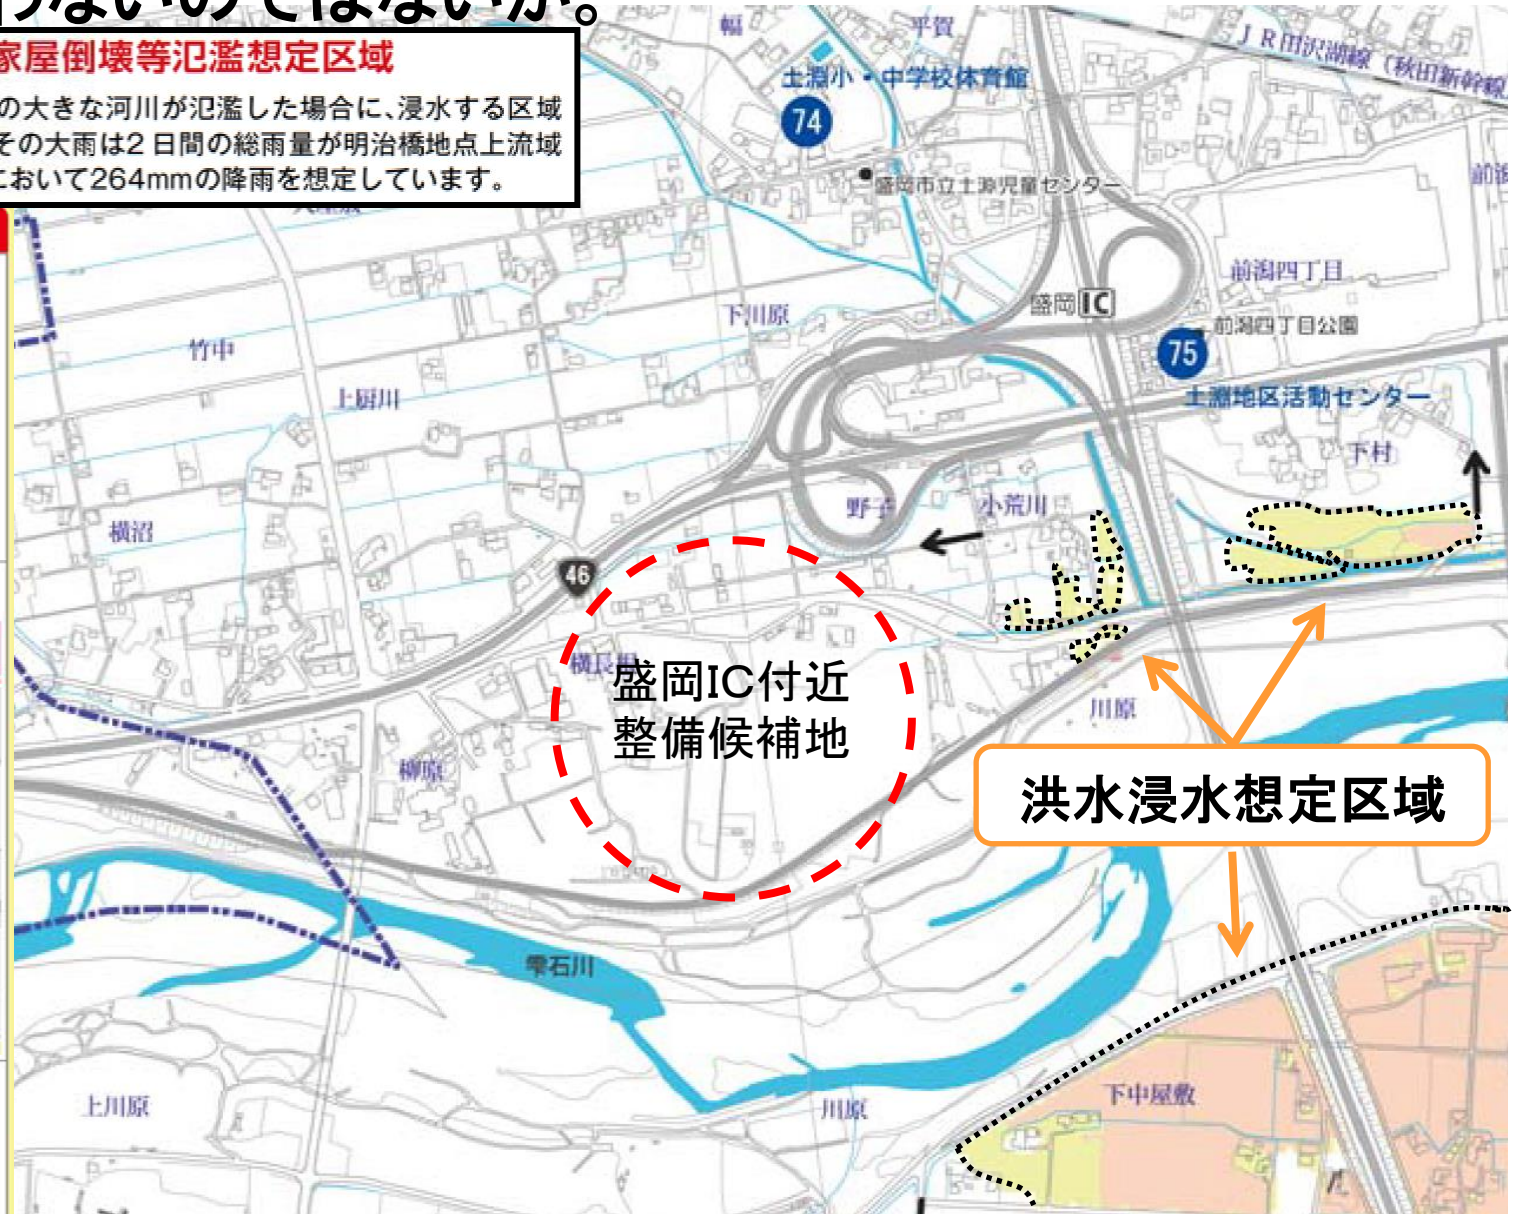 わないのではないか。
家屋倒壊等氾濫想定区域
の大きな河川が氾濫した場合に、浸水する区域
その大雨は2日間の総雨量が明治橋地点上流域
において264mmの降雨を想定しています。
幅
平賀
JR田沢湖線(秋田新幹線
土淵小・中学校体育館
74
盛岡市立土淵児童センター
前潟四丁目
下川原
盛岡IC
前潟四丁目公園
75
竹中
上厨川
土淵地区活動センター
下村
野子
小荒川
横沼
46
盛岡IC付近
整備候補地
川原
柳原
洪水浸水想定区域
雫石川
上川原
川原
下中屋敷